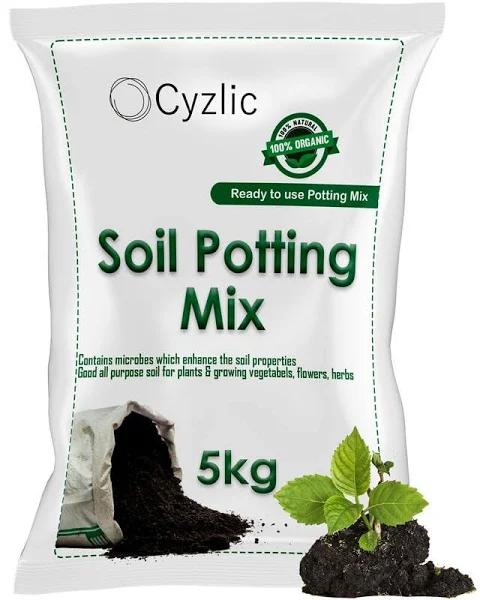 Cyzlic
100% NATURAL
100% ORGANIC
Ready to use Potting Mix
Soil Potting
Mix
Contains microbes which enhance the soil properties
Good all purpose soil for plants & growing vegetabels, flowers, herbs
5kg